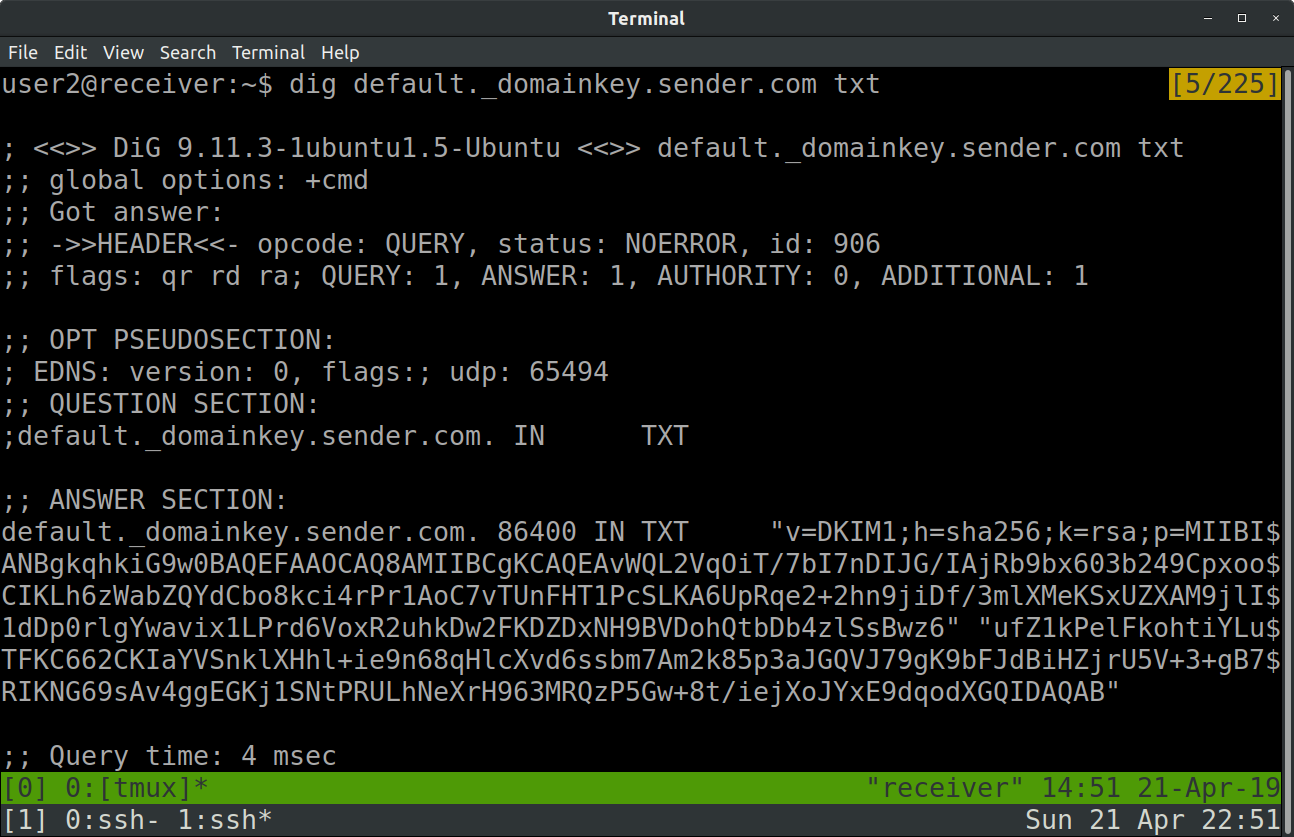 Terminal
File Edit View Search Terminal Help
user2@receiver:~$ dig default._domainkey.sender.com txt [5/225]
; <<>> DiG 9.11.3-1ubuntu1.5-Ubuntu <<>> default._domainkey.sender.com txt
;; global options: +cmd
;; Got answer:
;; ->>HEADER<<- opcode: QUERY, status: NOERROR, id: 906
;; flags: qr rd ra; QUERY: 1, ANSWER: 1, AUTHORITY: 0, ADDITIONAL: 1
;; OPT PSEUDOSECTION:
; EDNS: version: 0, flags:; udp: 65494
;; QUESTION SECTION:
;default._domainkey.sender.com. IN TXT
;; ANSWER SECTION:
default._domainkey.sender.com. 86400 IN TXT "v=DKIM1;h=sha256;k=rsa;p=MIIBI$
ANBgkqhkiG9w0BAQEFAAOCAQ8AMIIBCgKCAQEAvWQL2VqOiT/7bI7nDIJG/IAjRb9bx603b249Cpxoo$
CIKLh6zWabZQYdCbo8kci4rPr1AoC7vTUnFHT1PcSLKA6UpRqe2+2hn9jiDf/3mlXMeKSxUZXAM9jlI$
1dDp0rlgYwavix1LPrd6VoxR2uhkDw2FKDZDxNH9BVDohQtbDb4zlSsBwz6" "ufZ1kPelFkohtiYLu$
TFKC662CKIaYVSnklXHhl+ie9n68qHlcXvd6ssbm7Am2k85p3aJGQVJ79gK9bFJdBiHZjrU5V+3+gB7$
RIKNG69sAv4ggEGKj1SNtPRULhNeXrH963MRQzP5Gw+8t/iejXoJYxE9dqodXGQIDAQAB"
;; Query time: 4 msec
[0] 0:[tmux]* "receiver" 14:51 21-Apr-19
[1] 0:ssh- 1:ssh* Sun 21 Apr 22:51